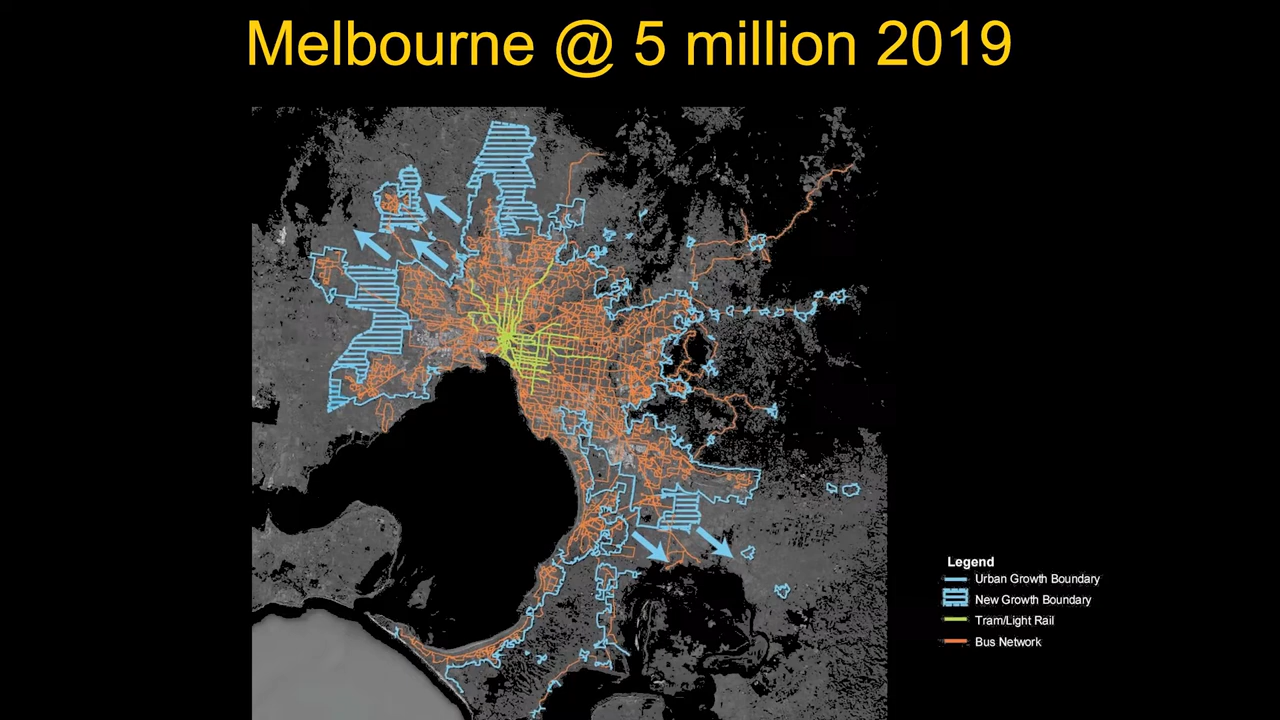 Melbourne @ 5 million 2019
Legend
Urban Growth Boundary
New Growth Boundary
Tram/Light Rail
Bus Network